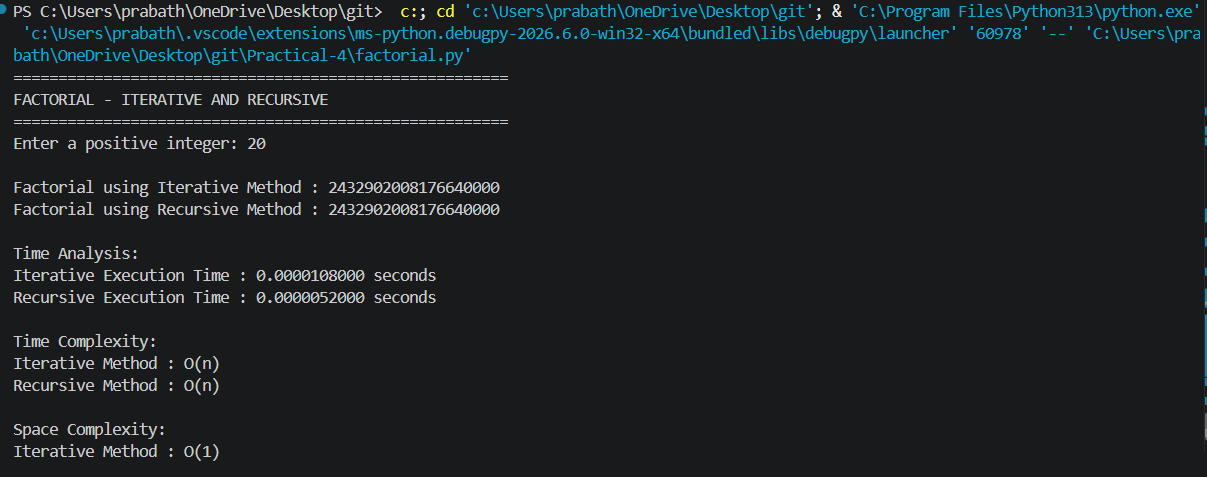 PS C:\Users\prabath\OneDrive\Desktop\git>  c:; cd 'c:\Users\prabath\OneDrive\Desktop\git'; & 'C:\Program Files\Python313\python.exe'
 'c:\Users\prabath\.vscode\extensions\ms-python.debugpy-2026.6.0-win32-x64\bundled\libs\debugpy\launcher' '60978' '--' 'C:\Users\pra
bath\OneDrive\Desktop\git\Practical-4\factorial.py'
=======================================================
FACTORIAL - ITERATIVE AND RECURSIVE
=======================================================
Enter a positive integer: 20

Factorial using Iterative Method : 2432902008176640000
Factorial using Recursive Method : 2432902008176640000

Time Analysis:
Iterative Execution Time : 0.0000108000 seconds
Recursive Execution Time : 0.0000052000 seconds

Time Complexity:
Iterative Method : O(n)
Recursive Method : O(n)

Space Complexity:
Iterative Method : O(1)